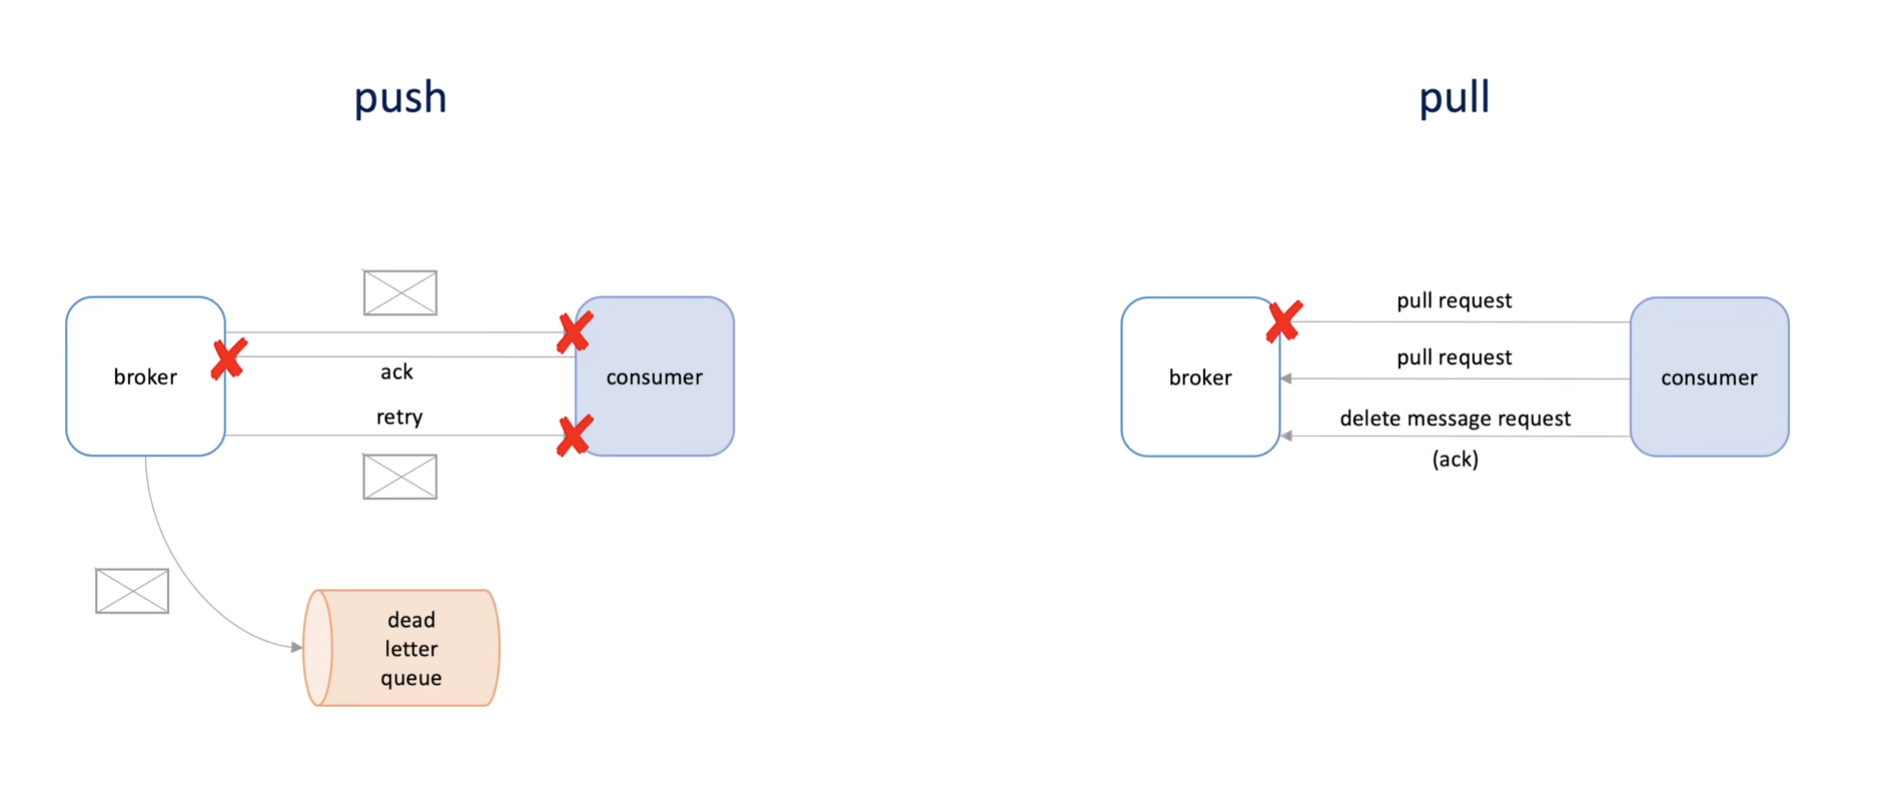 push
pull
broker
ack
retry
consumer
dead
letter
queue
broker
pull request
pull request
delete message request
(ack)
consumer